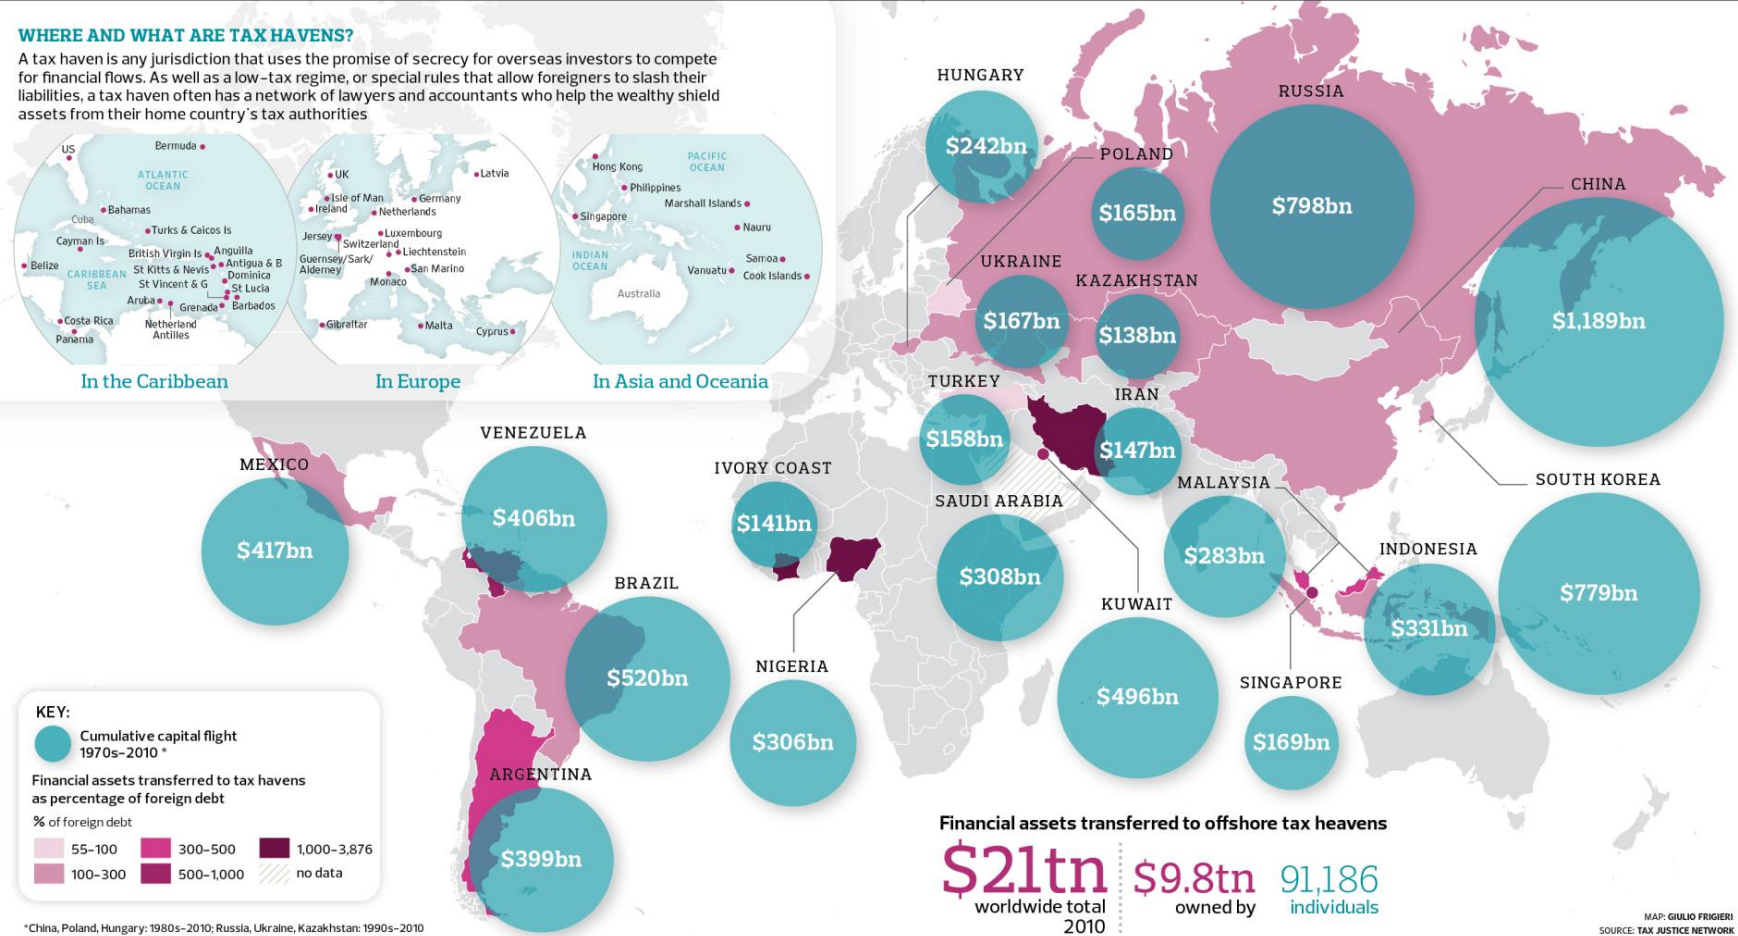 WHERE AND WHAT ARE TAX HAVENS?
A tax haven is any jurisdiction that uses the promise of secrecy for overseas investors to compete
for financial flows. As well as a low-tax regime, or special rules that allow foreigners to slash their
liabilities, a tax haven often has a network of lawyers and accountants who help the wealthy shield
assets from their home country's tax authorities
US
Bermuda
ATLANTIC
OCEAN
Bahamas
Cuba
Turks & Caicos Is
Cayman Is
British Virgin Is
Anguilla
Belize
CARIBBEAN
SEA
St Kitts & Nevis
Antigua & B
Dominica
St Vincent & G
St Lucia
Aruba
Grenada
Barbados
Costa Rica
Netherland
Antilles
Panama
In the Caribbean
UK
Latvia
Isle of Man
Germany
Ireland
Netherlands
Jersey
Luxembourg
Switzerland
Guernsey/Sark/
Alderney
Liechtenstein
San Marino
Monaco
Gibraltar
Malta
Cyprus
In Europe
Hong Kong
PACIFIC
OCEAN
Philippines
Marshall Islands
Singapore
Nauru
INDIAN
OCEAN
Samoa
Vanuatu
Cook Islands
Australia
In Asia and Oceania
HUNGARY
$242bn
POLAND
$165bn
RUSSIA
$798bn
CHINA
$1,189bn
UKRAINE
$167bn
KAZAKHSTAN
$138bn
TURKEY
$158bn
IRAN
$147bn
MEXICO
$417bn
VENEZUELA
$406bn
IVORY COAST
$141bn
SAUDI ARABIA
$308bn
MALAYSIA
$283bn
SOUTH KOREA
$779bn
INDONESIA
$331bn
BRAZIL
$520bn
NIGERIA
$306bn
KUWAIT
$496bn
SINGAPORE
$169bn
ARGENTINA
$399bn
KEY:
Cumulative capital flight
1970s-2010 *
Financial assets transferred to tax havens
as percentage of foreign debt
% of foreign debt
55-100
300-500
1,000-3,876
100-300
500-1,000
no data
*China, Poland, Hungary: 1980s-2010; Russia, Ukraine, Kazakhstan: 1990s-2010
Financial assets transferred to offshore tax heavens
$21tn
worldwide total
2010
$9.8tn
owned by
91,186
individuals
MAP: GIULIO FRIGIERI
SOURCE: TAX JUSTICE NETWORK